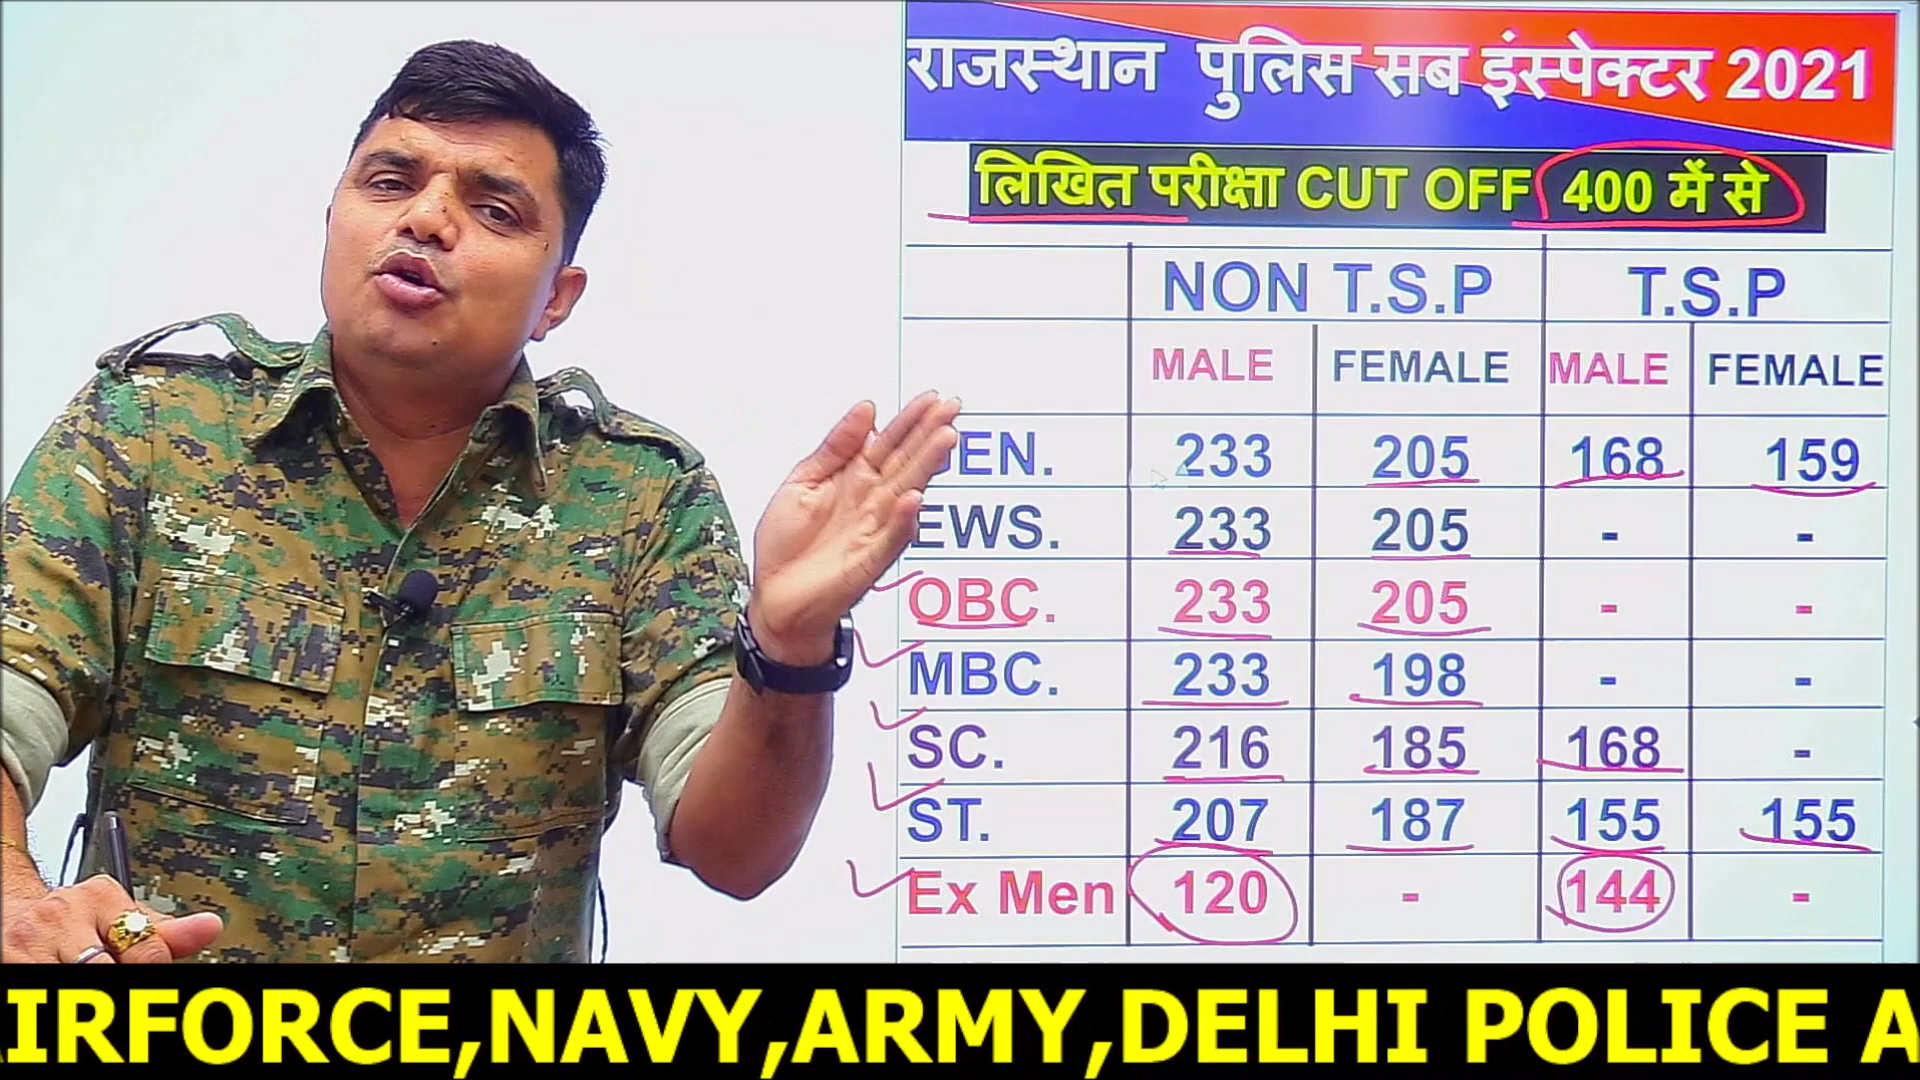 राजस्थान पुलिस सब इंस्पेक्टर 2021
लिखित परीक्षा CUT OFF 400 में से
NON T.S.P T.S.P
MALE FEMALE MALE FEMALE
233 205 168 159
EWS. 233 205 - -
OBC. 233 205 - -
MBC. 233 198 - -
SC. 216 185 168 -
ST. 207 187 155 155
Ex Men 120 - 144 -
NAVY,ARMY,DELHI POLICE